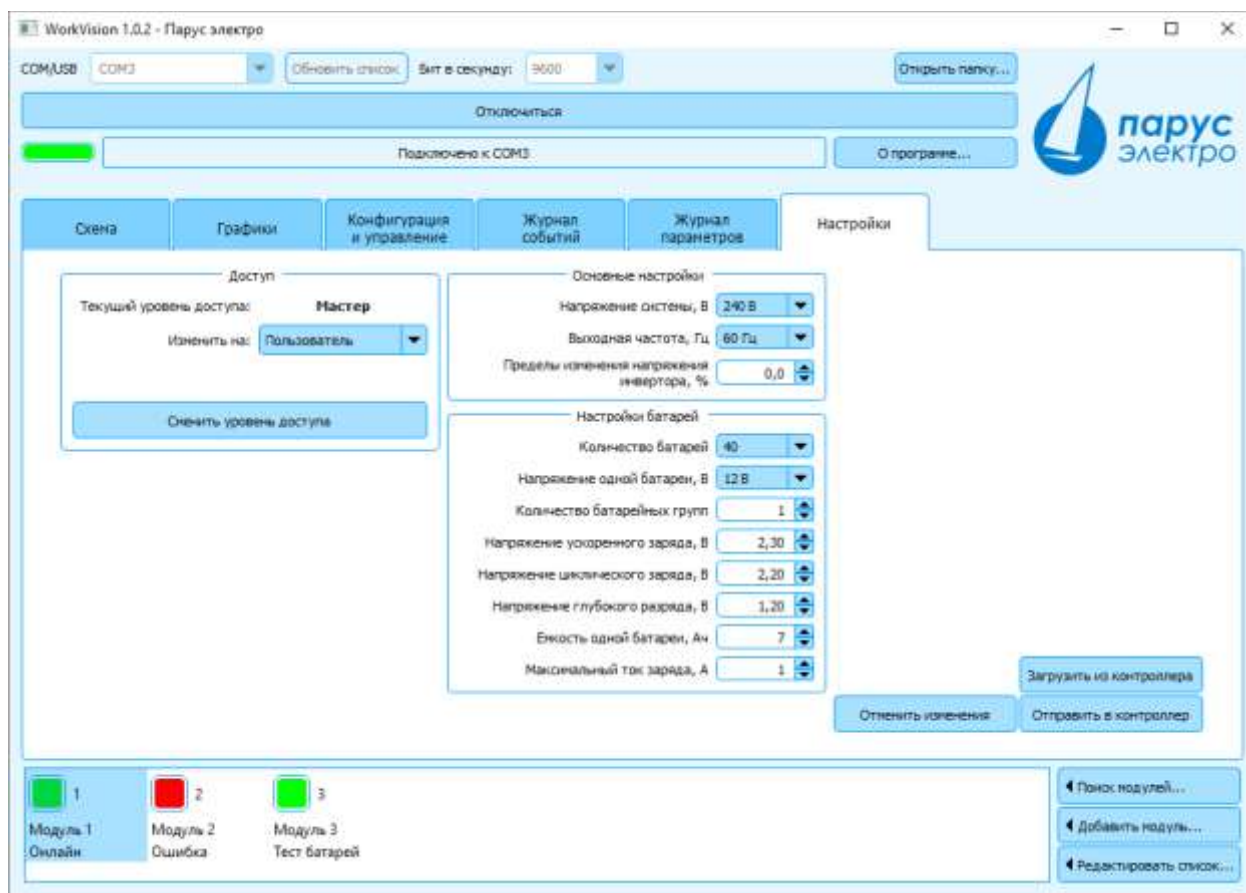 WorkVision 1.0.2 - Парус электро
COM/USB COM3 Обновить список Бит в секунду: 9600 Открыть папку...
Отключиться
Подключено к COM3 О программе...
парус
электро
Схема Графики Конфигурация и управление Журнал событий Журнал параметров Настройки
Доступ
Текущий уровень доступа: Мастер
Изменить на: Пользователь
Сменить уровень доступа
Основные настройки
Напряжение системы, В 240 В
Выходная частота, Гц 60 Гц
Пределы изменения напряжения
инвертора, % 0,0
Настройки батарей
Количество батарей 40
Напряжение одной батареи, В 12 В
Количество батарейных групп 1
Напряжение ускоренного заряда, В 2,30
Напряжение циклического заряда, В 2,20
Напряжение глубокого разряда, В 1,20
Емкость одной батареи, Ач 7
Максимальный ток заряда, А 1
Загрузить из контроллера
Отменить изменения Отправить в контроллер
1 2 3
Модуль 1 Модуль 2 Модуль 3
Онлайн Ошибка Тест батарей
Поиск модулей...
Добавить модуль...
Редактировать список...